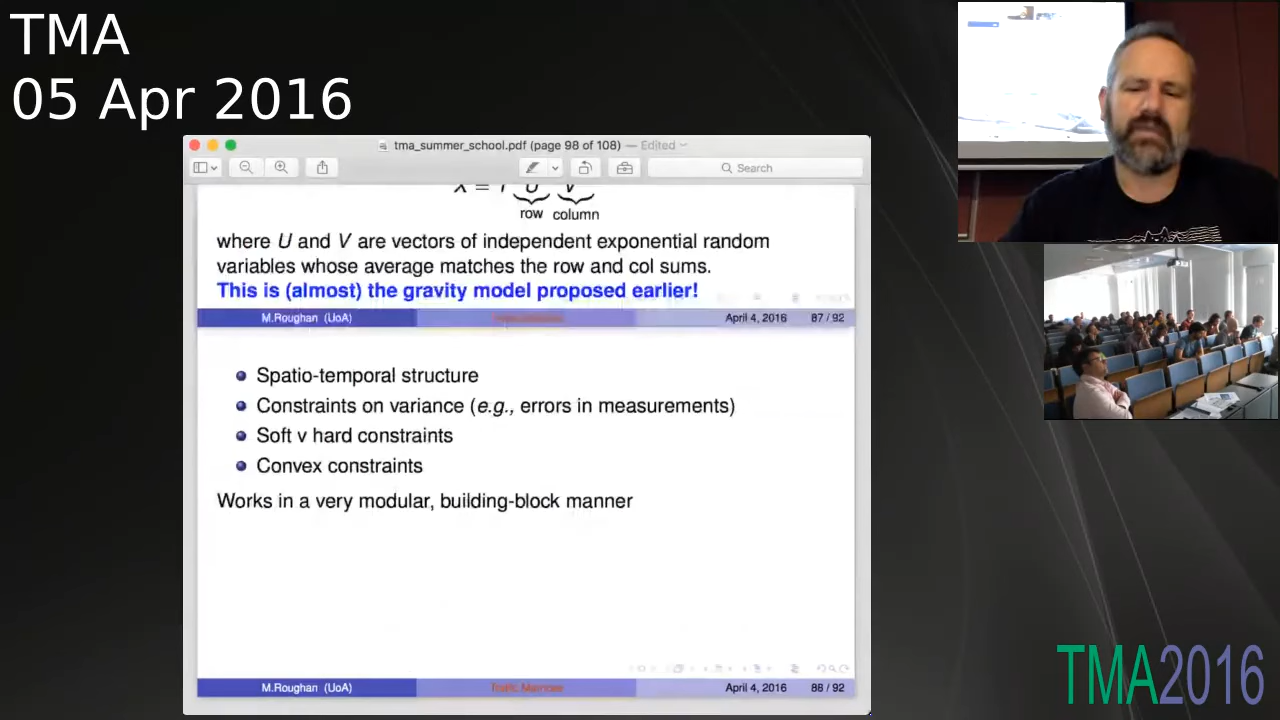 TMA
05 Apr 2016
tma_summer_school.pdf (page 98 of 108) — Edited
Search
row column
where U and V are vectors of independent exponential random
variables whose average matches the row and col sums.
This is (almost) the gravity model proposed earlier!
M.Roughan (UoA) April 4, 2016 87 / 92
Spatio-temporal structure
Constraints on variance (e.g., errors in measurements)
Soft v hard constraints
Convex constraints
Works in a very modular, building-block manner
M.Roughan (UoA) Traffic Matrices April 4, 2016 88 / 92
TMA2016